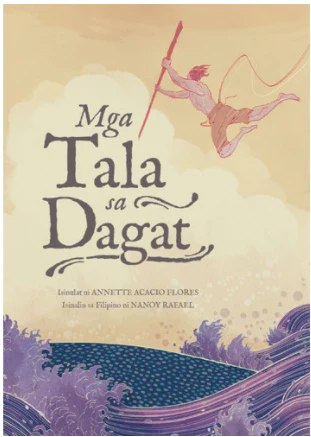 Mga
Tala
sa
Dagat
Isinulat ni ANNETTE ACACIO FLORES
Isinalin sa Filipino ni NANOY RAFAEL